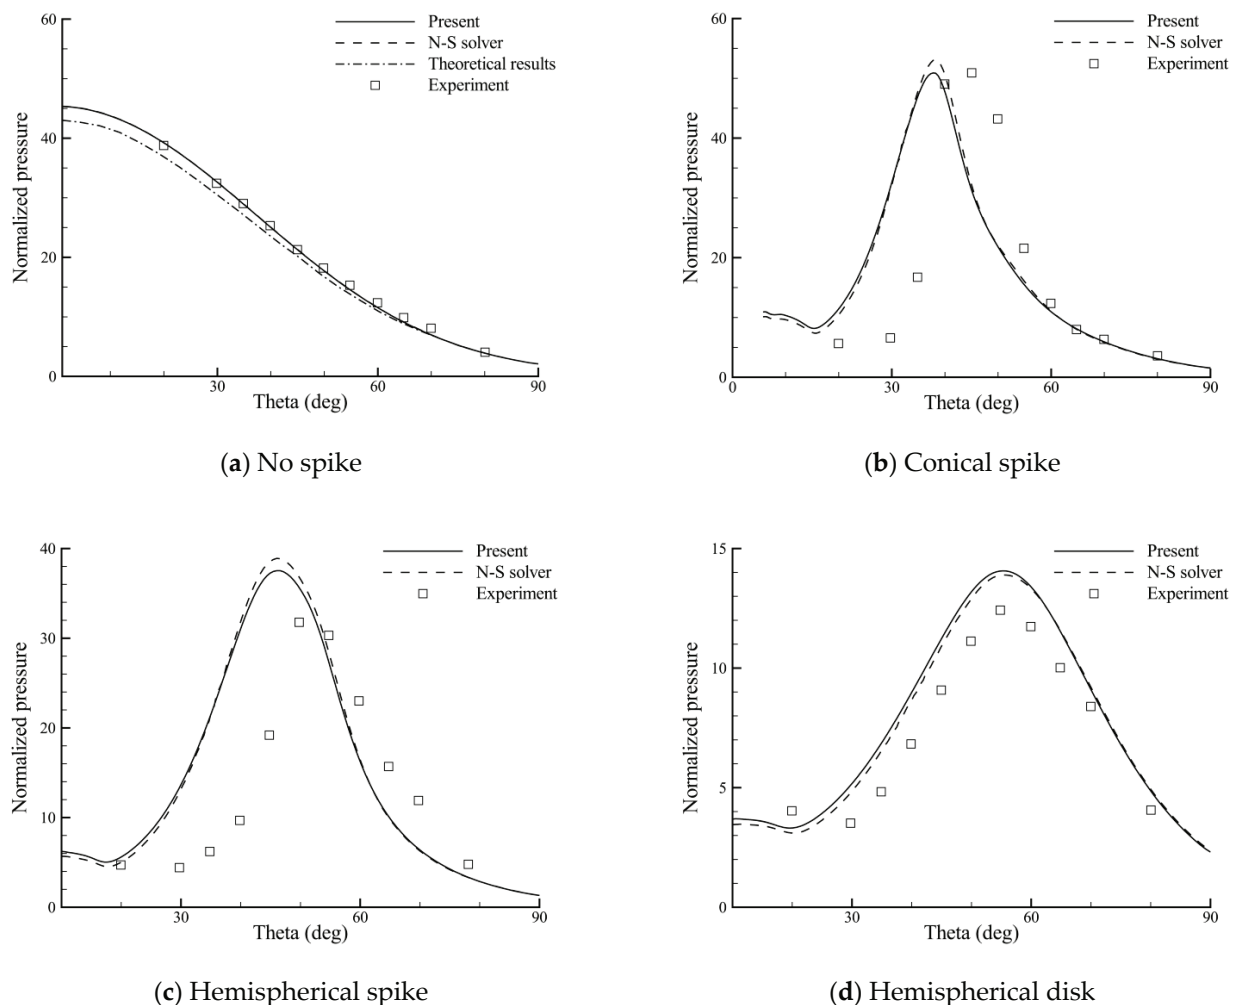 60
40
20
0
30
60
90
Normalized pressure
Theta (deg)
Present
N-S solver
Theoretical results
Experiment
(a) No spike
60
40
20
0
0
30
60
90
Normalized pressure
Theta (deg)
Present
N-S solver
Experiment
(b) Conical spike
40
30
20
10
0
30
60
90
Normalized pressure
Theta (deg)
Present
N-S solver
Experiment
(c) Hemispherical spike
15
10
5
0
30
60
90
Normalized pressure
Theta (deg)
Present
N-S solver
Experiment
(d) Hemispherical disk